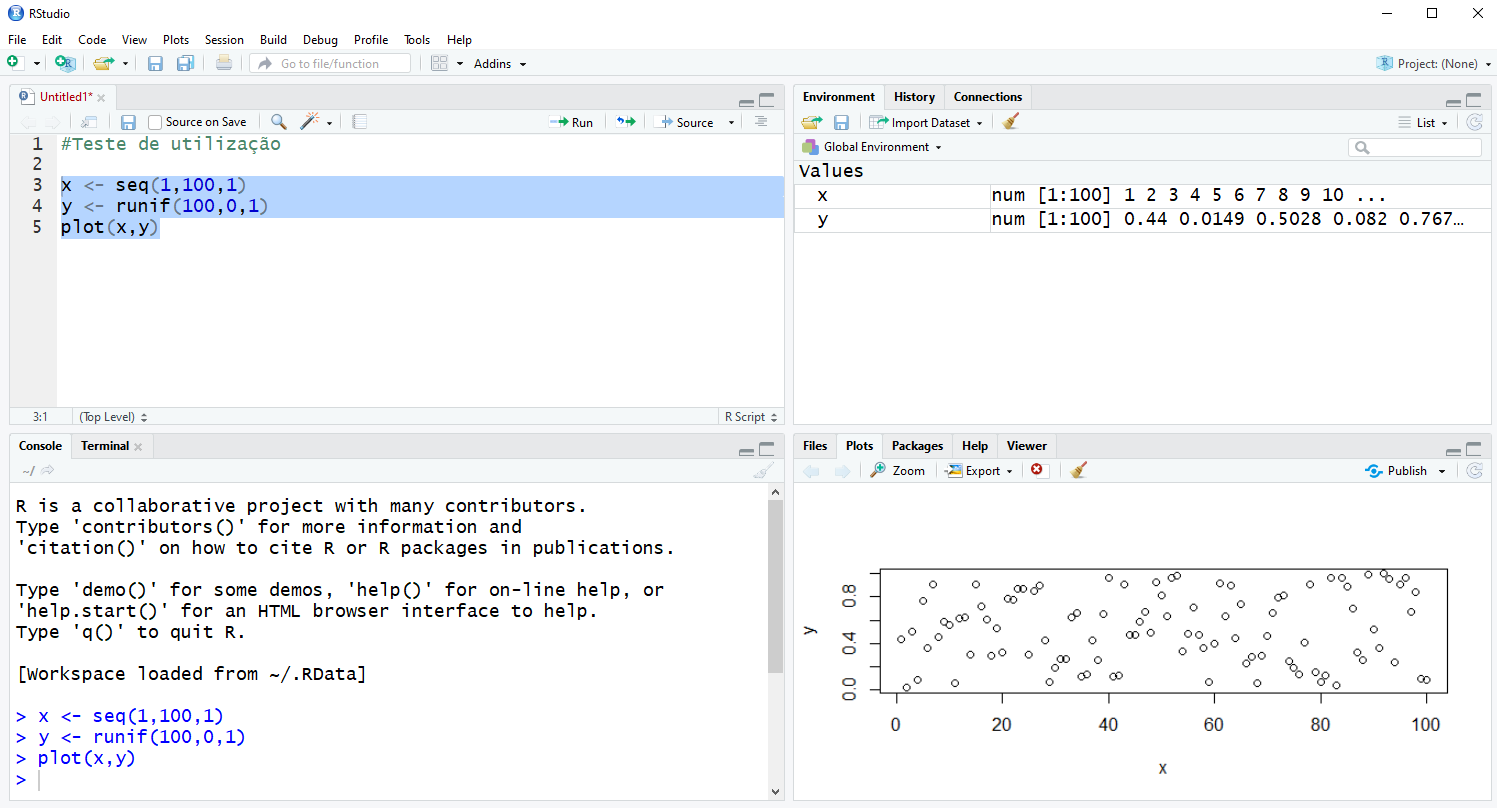 RStudio
File Edit Code View Plots Session Build Debug Profile Tools Help
Go to file/function Addins Project: (None)
Untitled1*
Source on Save Run Source
1 #Teste de utilização
2
3 x <- seq(1,100,1)
4 y <- runif(100,0,1)
5 plot(x,y)
3:1 (Top Level) R Script
Console Terminal
~/
R is a collaborative project with many contributors.
Type 'contributors()' for more information and
'citation()' on how to cite R or R packages in publications.
Type 'demo()' for some demos, 'help()' for on-line help, or
'help.start()' for an HTML browser interface to help.
Type 'q()' to quit R.
[Workspace loaded from ~/.RData]
> x <- seq(1,100,1)
> y <- runif(100,0,1)
> plot(x,y)
>
Environment History Connections
Import Dataset List
Global Environment
Values
x num [1:100] 1 2 3 4 5 6 7 8 9 10 ...
y num [1:100] 0.44 0.0149 0.5028 0.082 0.767…
Files Plots Packages Help Viewer
Zoom Export Publish
y
0.8
0.4
0.0
0 20 40 60 80 100
x